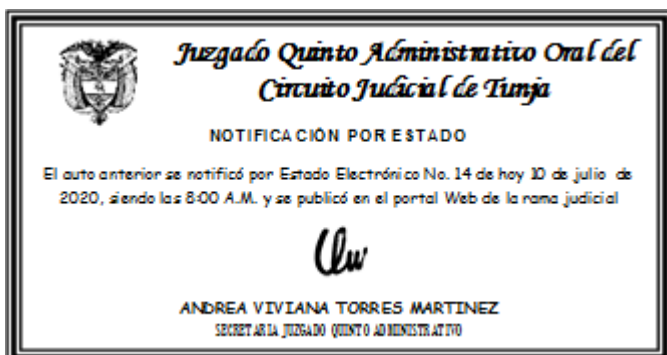 Juzgado Quinto Administrativo Oral del
Circuito Judicial de Tunja
NOTIFICACIÓN POR ESTADO
El auto anterior se notificó por Estado Electrónico No. 14 de hoy 10 de julio de
2020, siendo las 8:00 A.M. y se publicó en el portal Web de la rama judicial
ANDREA VIVIANA TORRES MARTINEZ
SECRETARIA JUZGADO QUINTO ADMINISTRATIVO